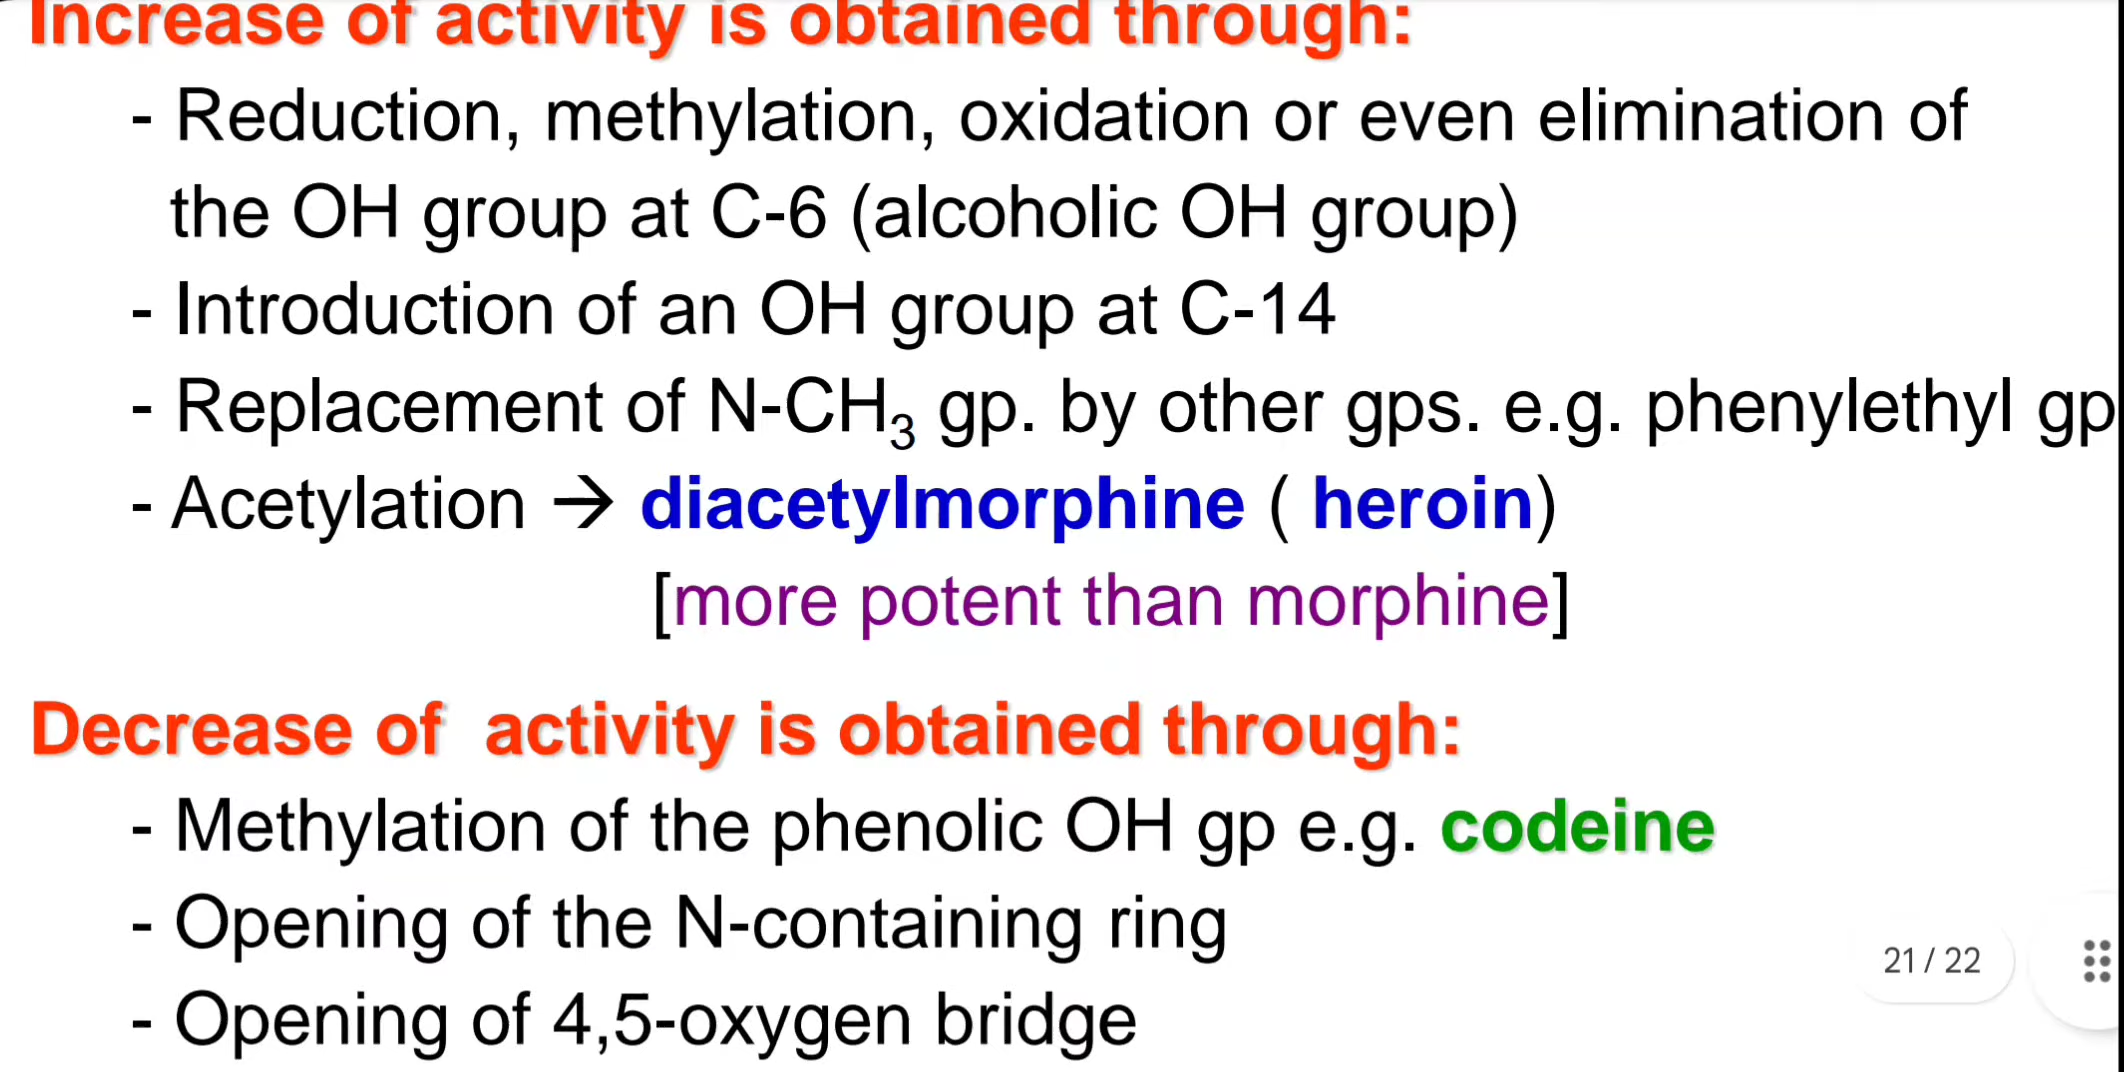 Increase of activity is obtained through:
- Reduction, methylation, oxidation or even elimination of
the OH group at C-6 (alcoholic OH group)
- Introduction of an OH group at C-14
- Replacement of N-CH₃ gp. by other gps. e.g. phenylethyl gp
- Acetylation → diacetylmorphine ( heroin)
[more potent than morphine]
Decrease of  activity is obtained through:
- Methylation of the phenolic OH gp e.g. codeine
- Opening of the N-containing ring
- Opening of 4,5-oxygen bridge
21 / 22